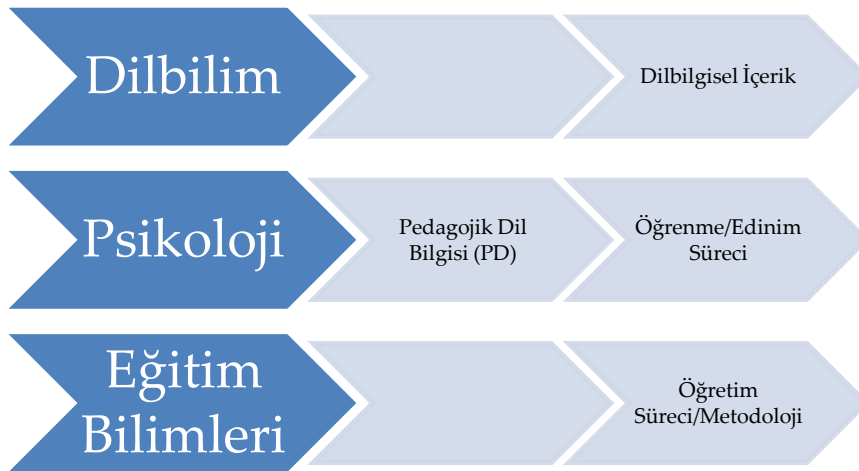 Dilbilim
Dilbilgisel İçerik
Psikoloji
Pedagojik Dil
Bilgisi (PD)
Öğrenme/Edinim
Süreci
Eğitim
Bilimleri
Öğretim
Süreci/Metodoloji